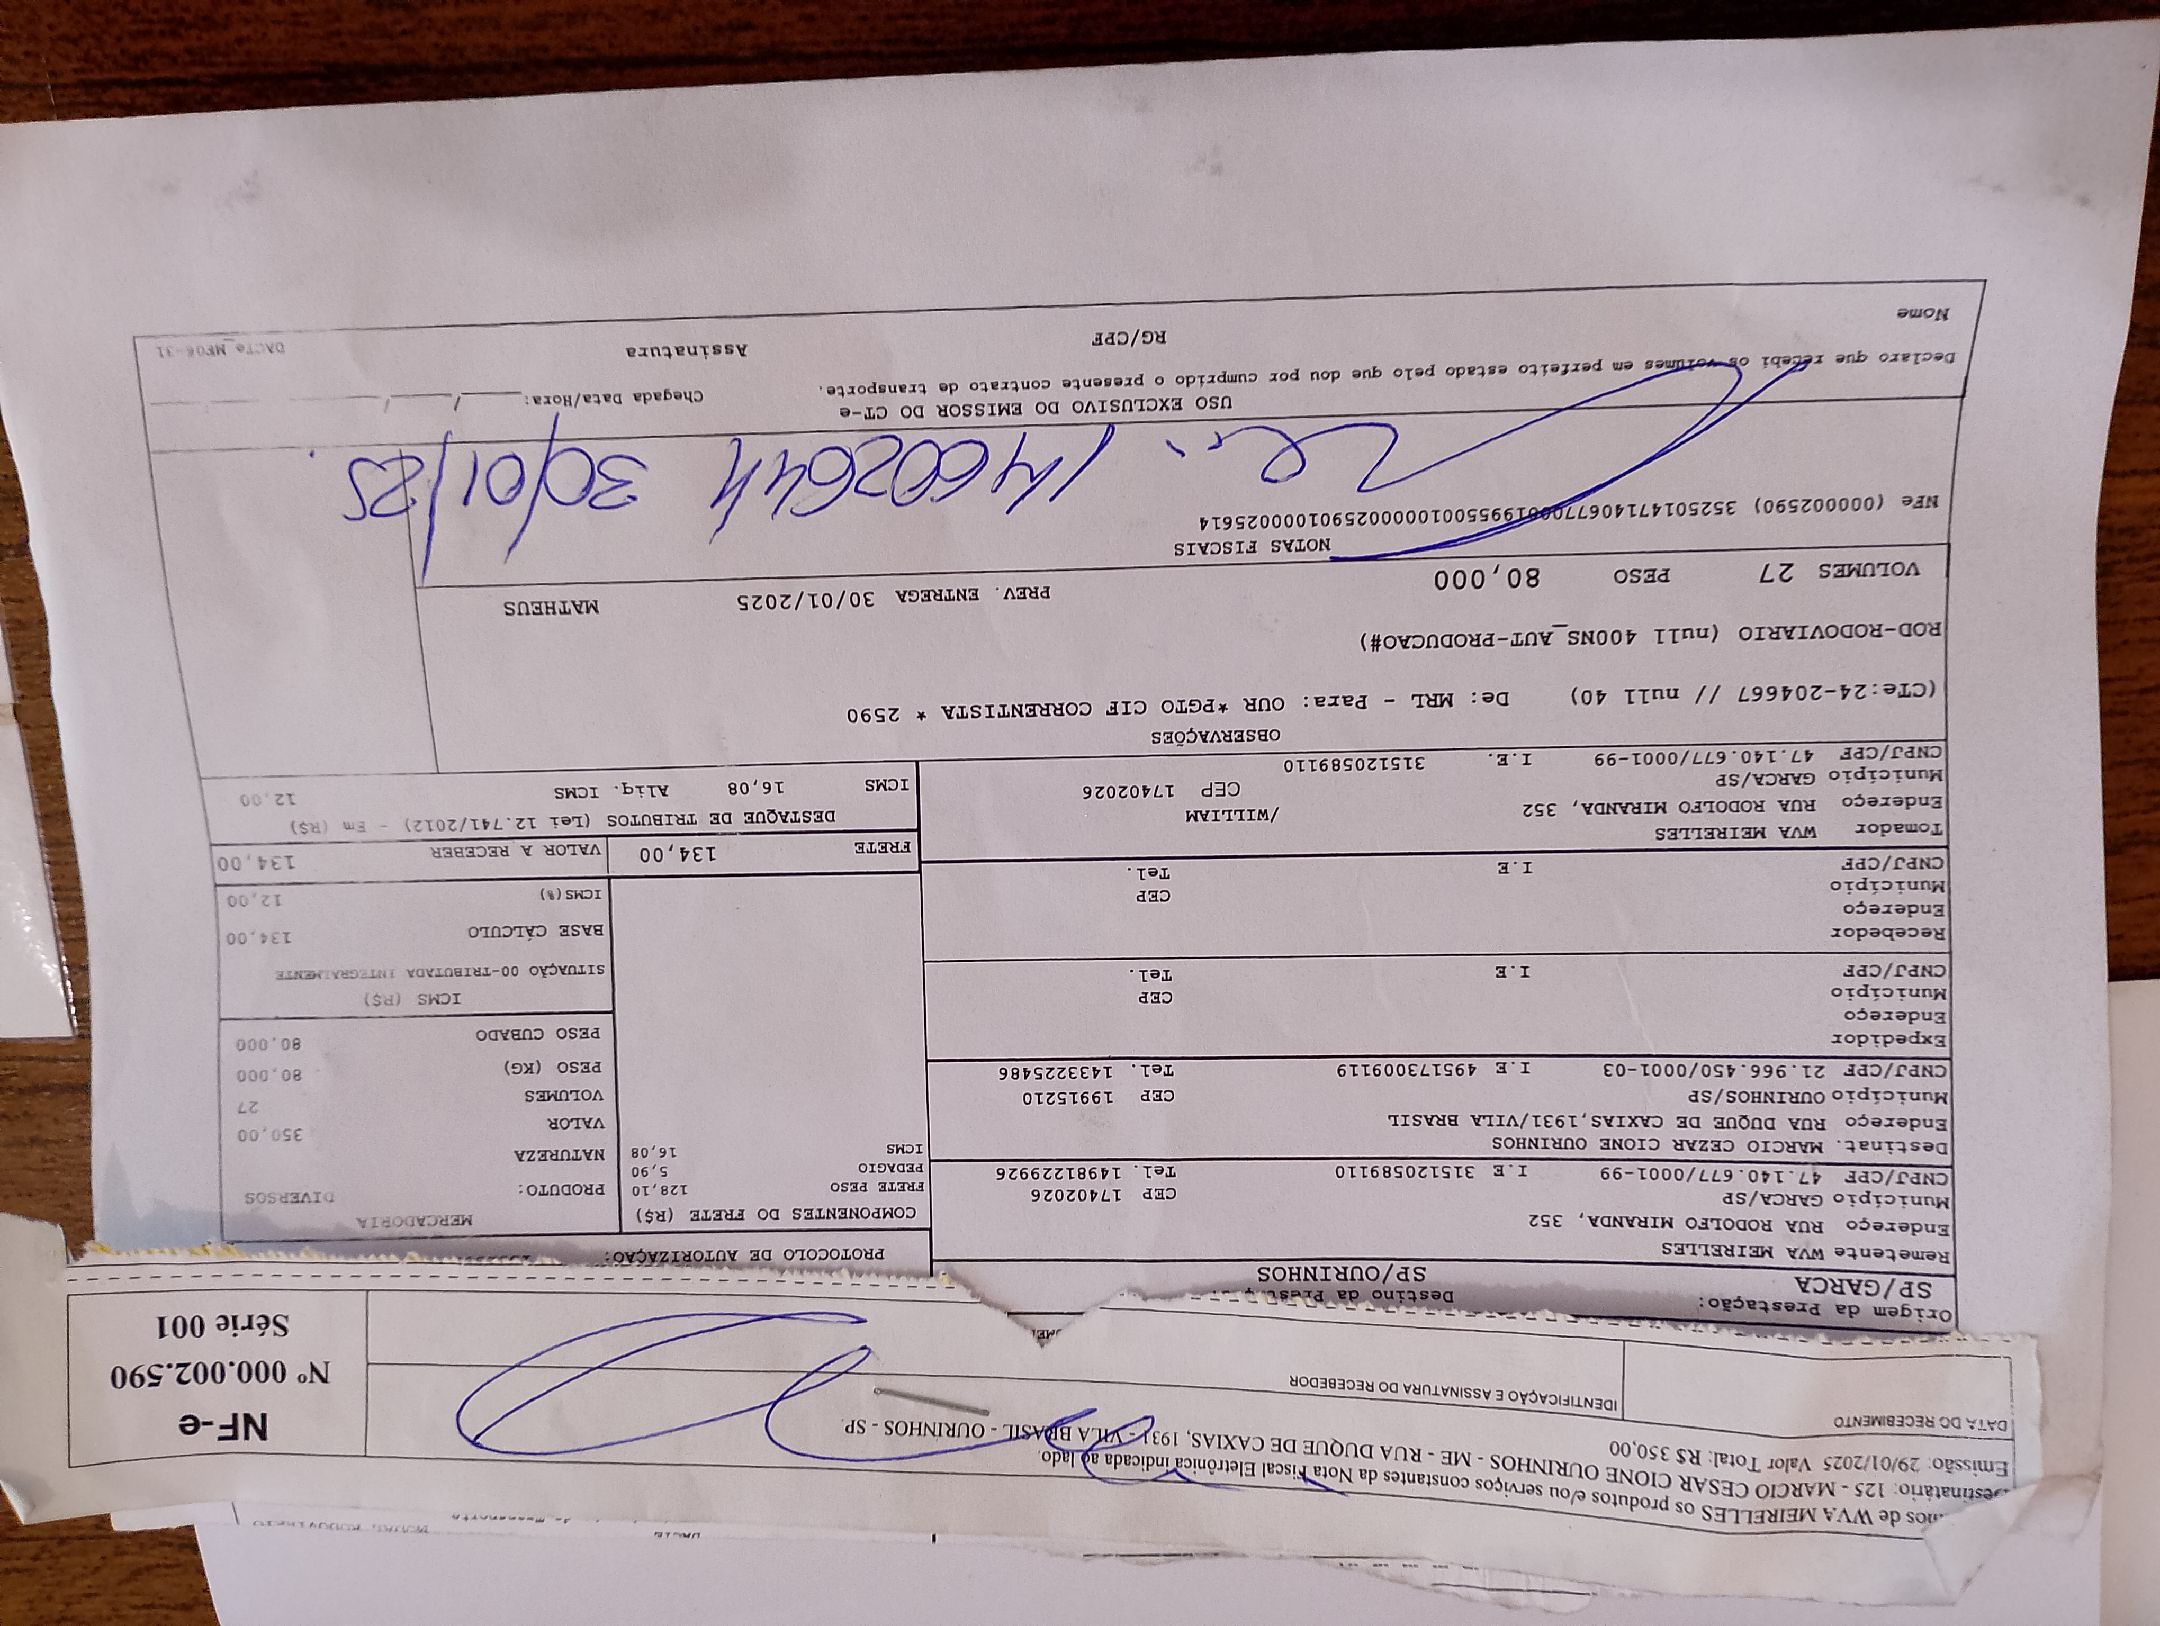 ...mos de WVA MEIRELLES os produtos e/ou serviços constantes da Nota Fiscal Eletrônica indicada ao lado.
Destinatário: 125 - MARCIO CESAR CIONE OURINHOS - ME - RUA DUQUE DE CAXIAS, 1931 - VILA BRASIL - OURINHOS - SP.
Emissão: 29/01/2025 Valor Total: R$ 350,00
DATA DO RECEBIMENTO
IDENTIFICAÇÃO E ASSINATURA DO RECEBEDOR
NF-e
Nº 000.002.590
Série 001
Origem da Prestação:
SP/GARCA
Destino da Prestação:
SP/OURINHOS
Remetente WVA MEIRELLES
Endereço RUA RODOLFO MIRANDA, 352
Município GARCA/SP CEP 17402026
CNPJ/CPF 47.140.677/0001-99 I.E 315120589110 Tel. 14981229926
Destinat. MARCIO CEZAR CIONE OURINHOS
Endereço RUA DUQUE DE CAXIAS,1931/VILA BRASIL
Município OURINHOS/SP CEP 19915210
CNPJ/CPF 21.966.450/0001-03 I.E 495173009119 Tel. 1433225486
Expedidor
Endereço
Município CEP
CNPJ/CPF I.E Tel.
Recebedor
Endereço
Município CEP
CNPJ/CPF I.E Tel.
Tomador WVA MEIRELLES
Endereço RUA RODOLFO MIRANDA, 352 /WILLIAM
Município GARCA/SP CEP 17402026
CNPJ/CPF 47.140.677/0001-99 I.E. 315120589110
PROTOCOLO DE AUTORIZAÇÃO:
COMPONENTES DO FRETE (R$)
FRETE PESO 128,10
PEDAGIO 5,90
ICMS 16,08
MERCADORIA
PRODUTO: DIVERSOS
NATUREZA
VALOR 350,00
VOLUMES 27
PESO (KG) 80,000
PESO CUBADO 80,000
ICMS (R$)
SITUAÇÃO 00-TRIBUTADA INTEGRALMENTE
BASE CÁLCULO 134,00
ICMS(%) 12,00
FRETE 134,00 VALOR A RECEBER 134,00
DESTAQUE DE TRIBUTOS (Lei 12.741/2012) - Em (R$)
ICMS 16,08 Aliq. ICMS 12,00
OBSERVAÇÕES
(CTe:24-204667 // null 40) De: MRL - Para: OUR *PGTO CIF CORRENTISTA * 2590
ROD-RODOVIARIO (null 400NS_AUT-PRODUCAO#)
VOLUMES 27 PESO 80,000 PREV. ENTREGA 30/01/2025 MATHEUS
NOTAS FISCAIS
NFe (000002590) 35250147140677000199550010000025901000025614
30/01/25
USO EXCLUSIVO DO EMISSOR DO CT-e
Declaro que recebi os volumes em perfeito estado pelo que dou por cumprido o presente contrato de transporte. Chegada Data/Hora: ____/____/____ ____:____
Nome RG/CPF Assinatura
DACTe_MF06-31